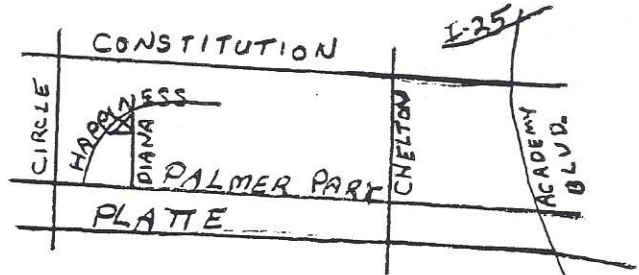 I-25
CONSTITUTION
CIRCLE
HAPPINESS
DIANA
CHELTON
ACADEMY
BLVD.
PALMER PARK
PLATTE